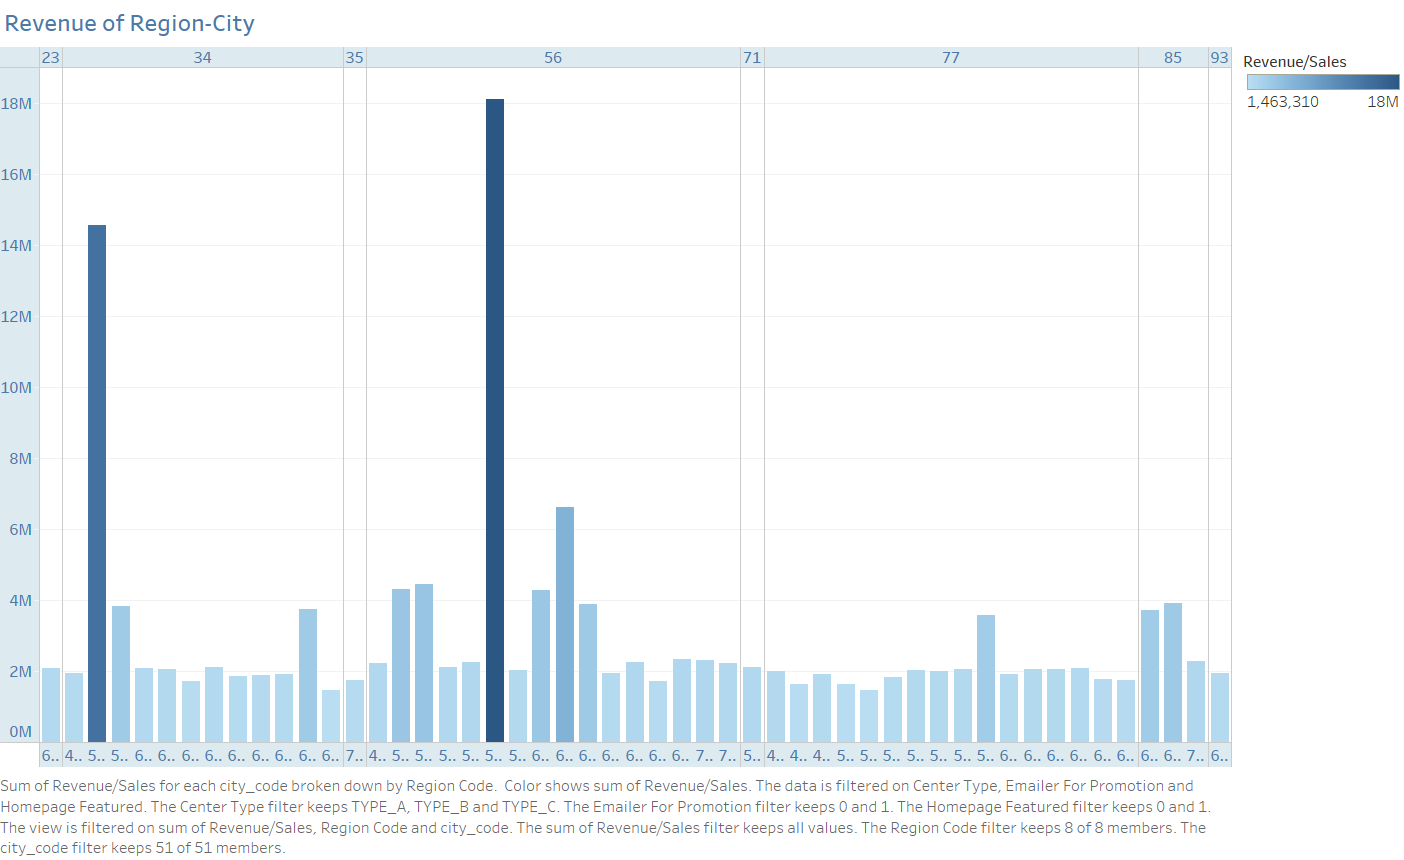 Revenue of Region-City
23 34 35 56 71 77 85 93
Revenue/Sales
1,463,310 18M
18M
16M
14M
12M
10M
8M
6M
4M
2M
0M
6.. 4.. 5.. 5.. 6.. 6.. 6.. 6.. 6.. 6.. 6.. 6.. 6.. 7.. 4.. 5.. 5.. 5.. 5.. 5.. 5.. 6.. 6.. 6.. 6.. 6.. 6.. 6.. 7.. 7.. 5.. 4.. 4.. 4.. 5.. 5.. 5.. 5.. 5.. 5.. 5.. 6.. 6.. 6.. 6.. 6.. 6.. 6.. 6.. 7.. 6..
Sum of Revenue/Sales for each city_code broken down by Region Code.  Color shows sum of Revenue/Sales. The data is filtered on Center Type, Emailer For Promotion and
Homepage Featured. The Center Type filter keeps TYPE_A, TYPE_B and TYPE_C. The Emailer For Promotion filter keeps 0 and 1. The Homepage Featured filter keeps 0 and 1.
The view is filtered on sum of Revenue/Sales, Region Code and city_code. The sum of Revenue/Sales filter keeps all values. The Region Code filter keeps 8 of 8 members. The
city_code filter keeps 51 of 51 members.